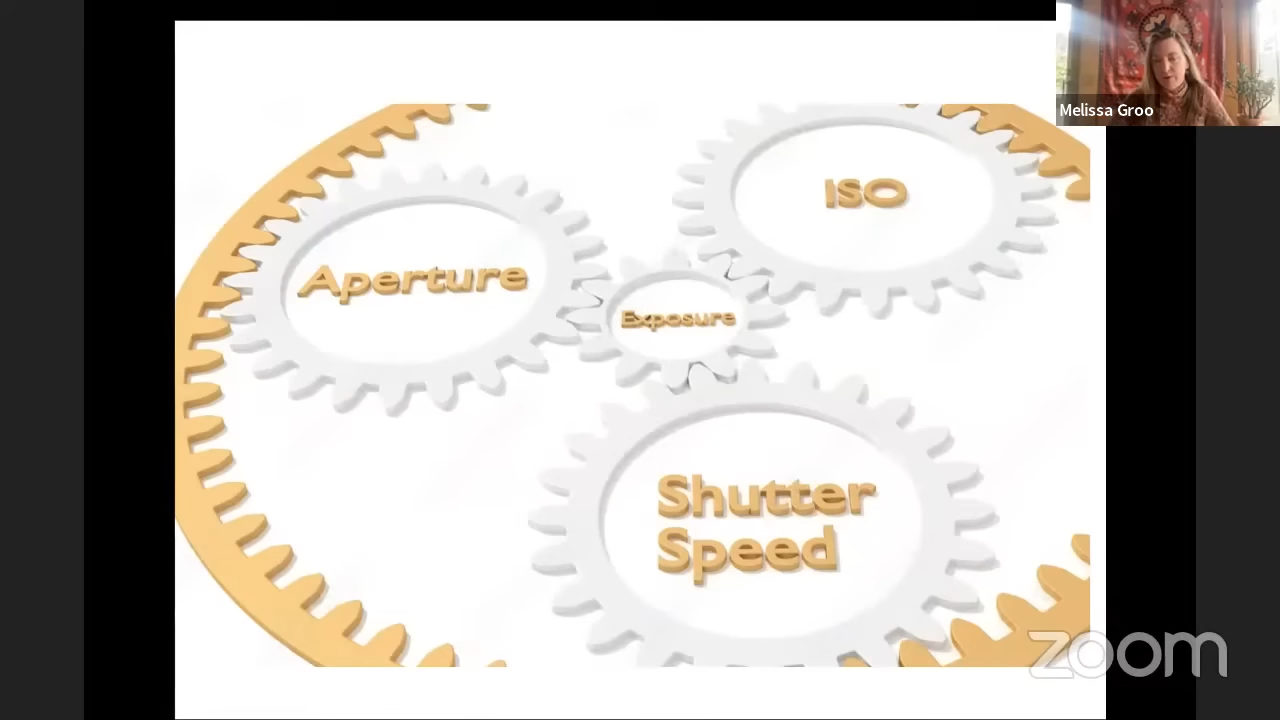 Melissa Groo
ISO
Aperture
Exposure
Shutter
Speed
zoom